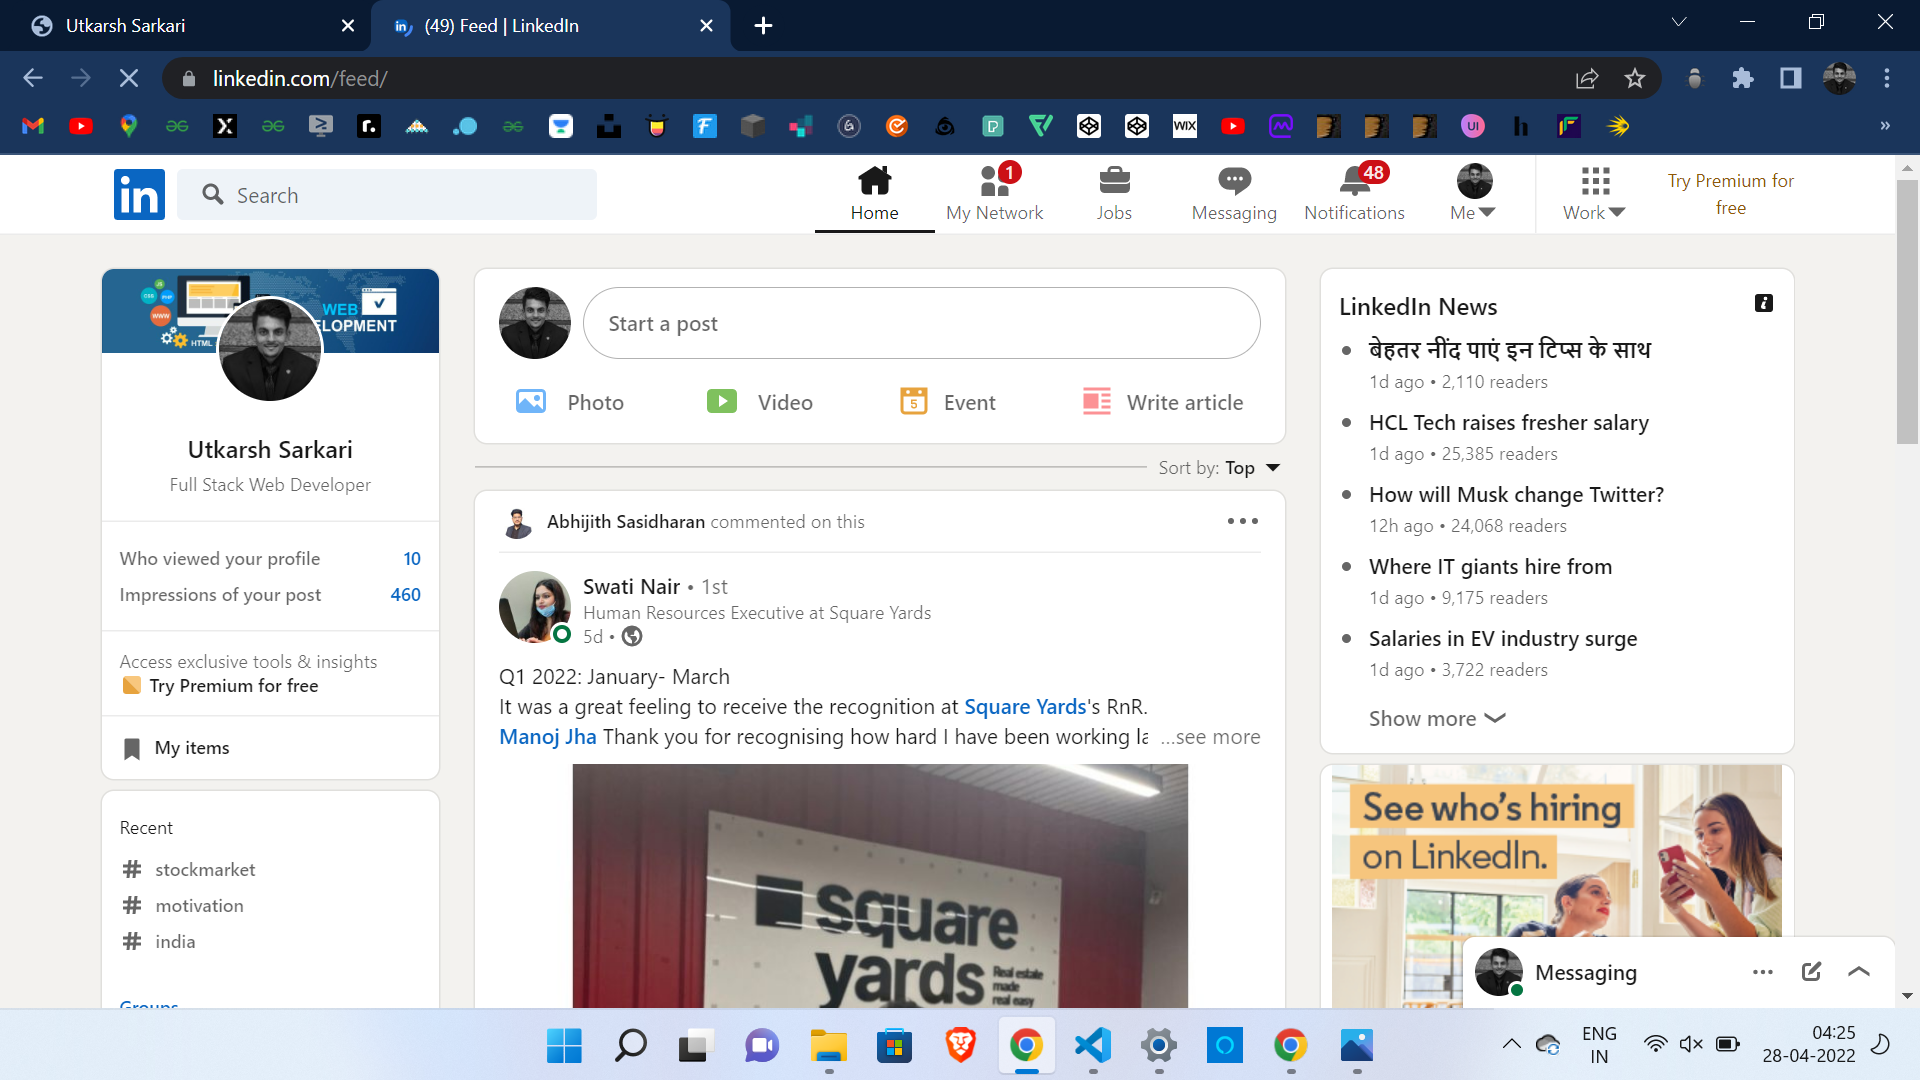 Utkarsh Sarkari
(49) Feed | LinkedIn
linkedin.com/feed/
WIX
UI
in
Search
Home
1
My Network
Jobs
Messaging
48
Notifications
Me
Work
Try Premium for
free
JS
CSS
PHP
WWW
HTML
WEB
ELOPMENT
Utkarsh Sarkari
Full Stack Web Developer
Who viewed your profile 10
Impressions of your post 460
Access exclusive tools & insights
Try Premium for free
My items
Recent
# stockmarket
# motivation
# india
Groups
Start a post
Photo
Video
5
Event
Write article
Sort by: Top
Abhijith Sasidharan commented on this
Swati Nair • 1st
Human Resources Executive at Square Yards
5d •
Q1 2022: January- March
It was a great feeling to receive the recognition at Square Yards's RnR.
Manoj Jha Thank you for recognising how hard I have been working la ...see more
square
yards
Real estate
made
real easy
LinkedIn News
• बेहतर नींद पाएं इन टिप्स के साथ
1d ago • 2,110 readers
• HCL Tech raises fresher salary
1d ago • 25,385 readers
• How will Musk change Twitter?
12h ago • 24,068 readers
• Where IT giants hire from
1d ago • 9,175 readers
• Salaries in EV industry surge
1d ago • 3,722 readers
Show more
See who's hiring
on LinkedIn.
Messaging
ENG
IN
04:25
28-04-2022